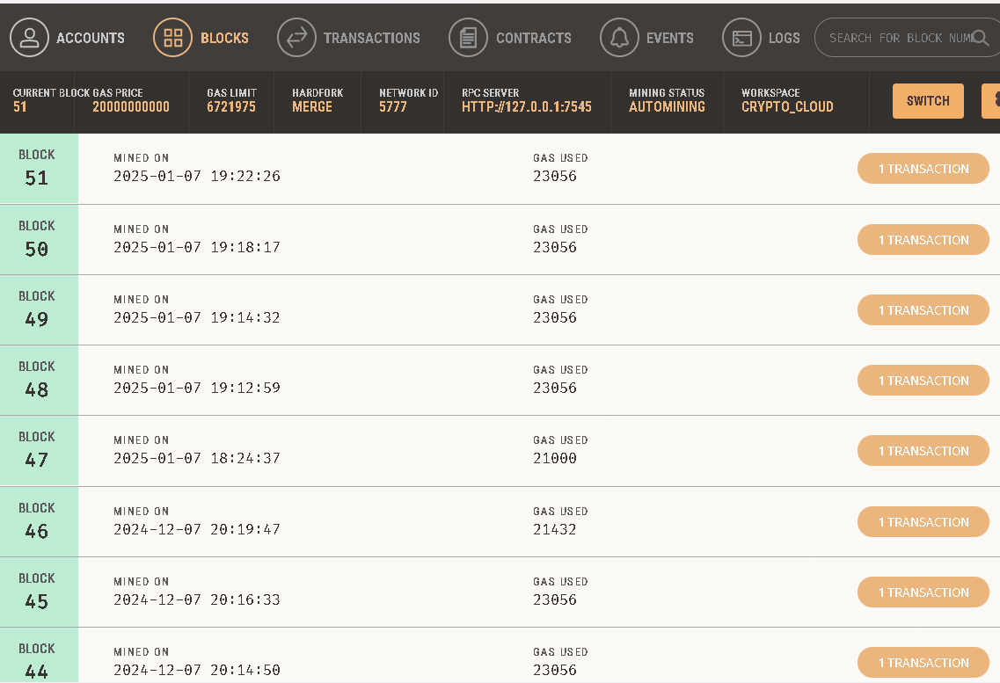 ACCOUNTS BLOCKS TRANSACTIONS CONTRACTS EVENTS LOGS SEARCH FOR BLOCK NUM
CURRENT BLOCK GAS PRICE GAS LIMIT HARDFORK NETWORK ID RPC SERVER MINING STATUS WORKSPACE
51 20000000000 6721975 MERGE 5777 HTTP://127.0.0.1:7545 AUTOMINING CRYPTO_CLOUD
SWITCH
BLOCK MINED ON GAS USED
51 2025-01-07 19:22:26 23056 1 TRANSACTION
BLOCK MINED ON GAS USED
50 2025-01-07 19:18:17 23056 1 TRANSACTION
BLOCK MINED ON GAS USED
49 2025-01-07 19:14:32 23056 1 TRANSACTION
BLOCK MINED ON GAS USED
48 2025-01-07 19:12:59 23056 1 TRANSACTION
BLOCK MINED ON GAS USED
47 2025-01-07 18:24:37 21000 1 TRANSACTION
BLOCK MINED ON GAS USED
46 2024-12-07 20:19:47 21432 1 TRANSACTION
BLOCK MINED ON GAS USED
45 2024-12-07 20:16:33 23056 1 TRANSACTION
BLOCK MINED ON GAS USED
44 2024-12-07 20:14:50 23056 1 TRANSACTION